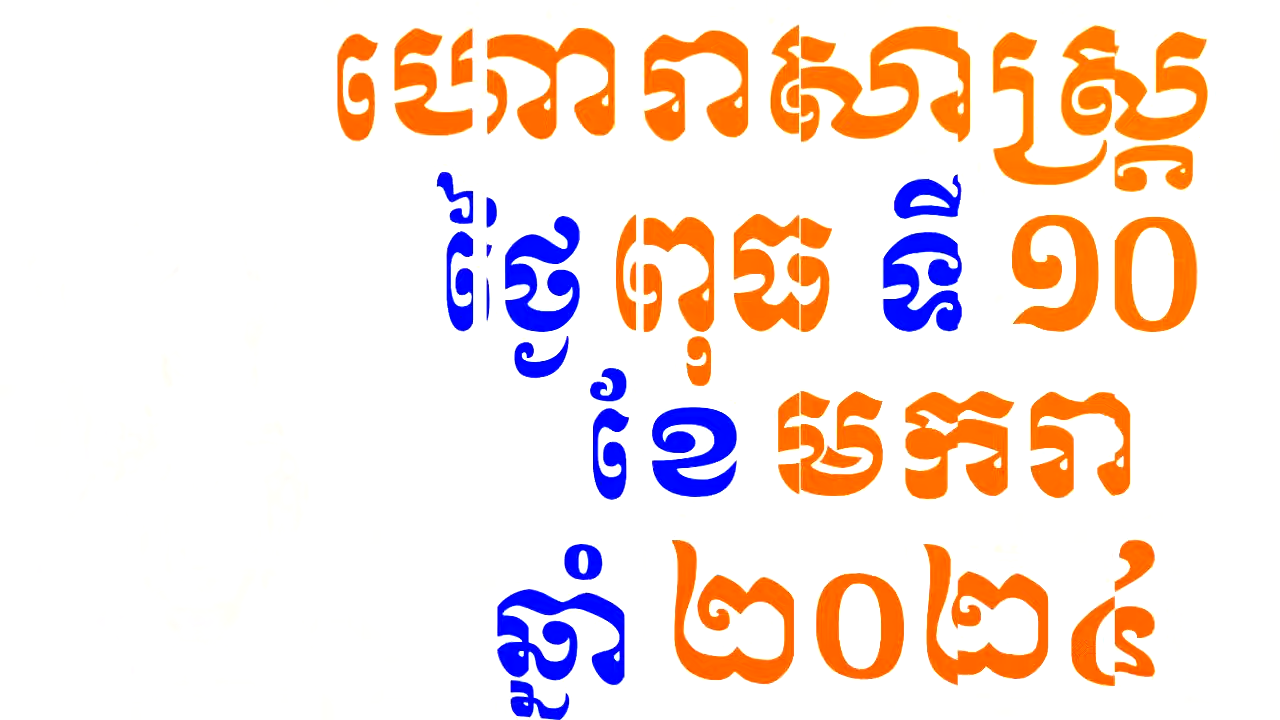 ហោរាសាស្ត្រ
ថ្ងៃ ពុធ ទី ១០
ខែ មករា
ឆ្នាំ ២០២៤